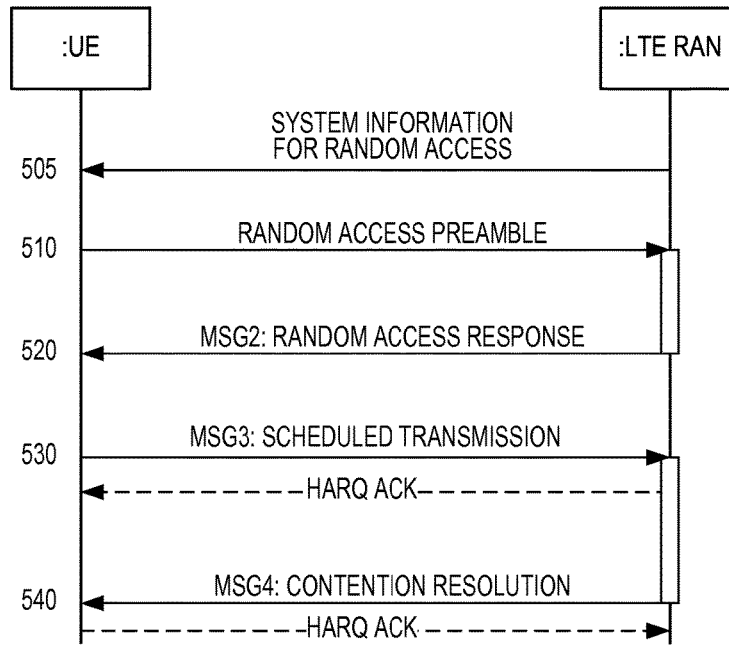 :UE
:LTE RAN
SYSTEM INFORMATION
FOR RANDOM ACCESS
505
RANDOM ACCESS PREAMBLE
510
MSG2: RANDOM ACCESS RESPONSE
520
MSG3: SCHEDULED TRANSMISSION
530
HARQ ACK
MSG4: CONTENTION RESOLUTION
540
HARQ ACK